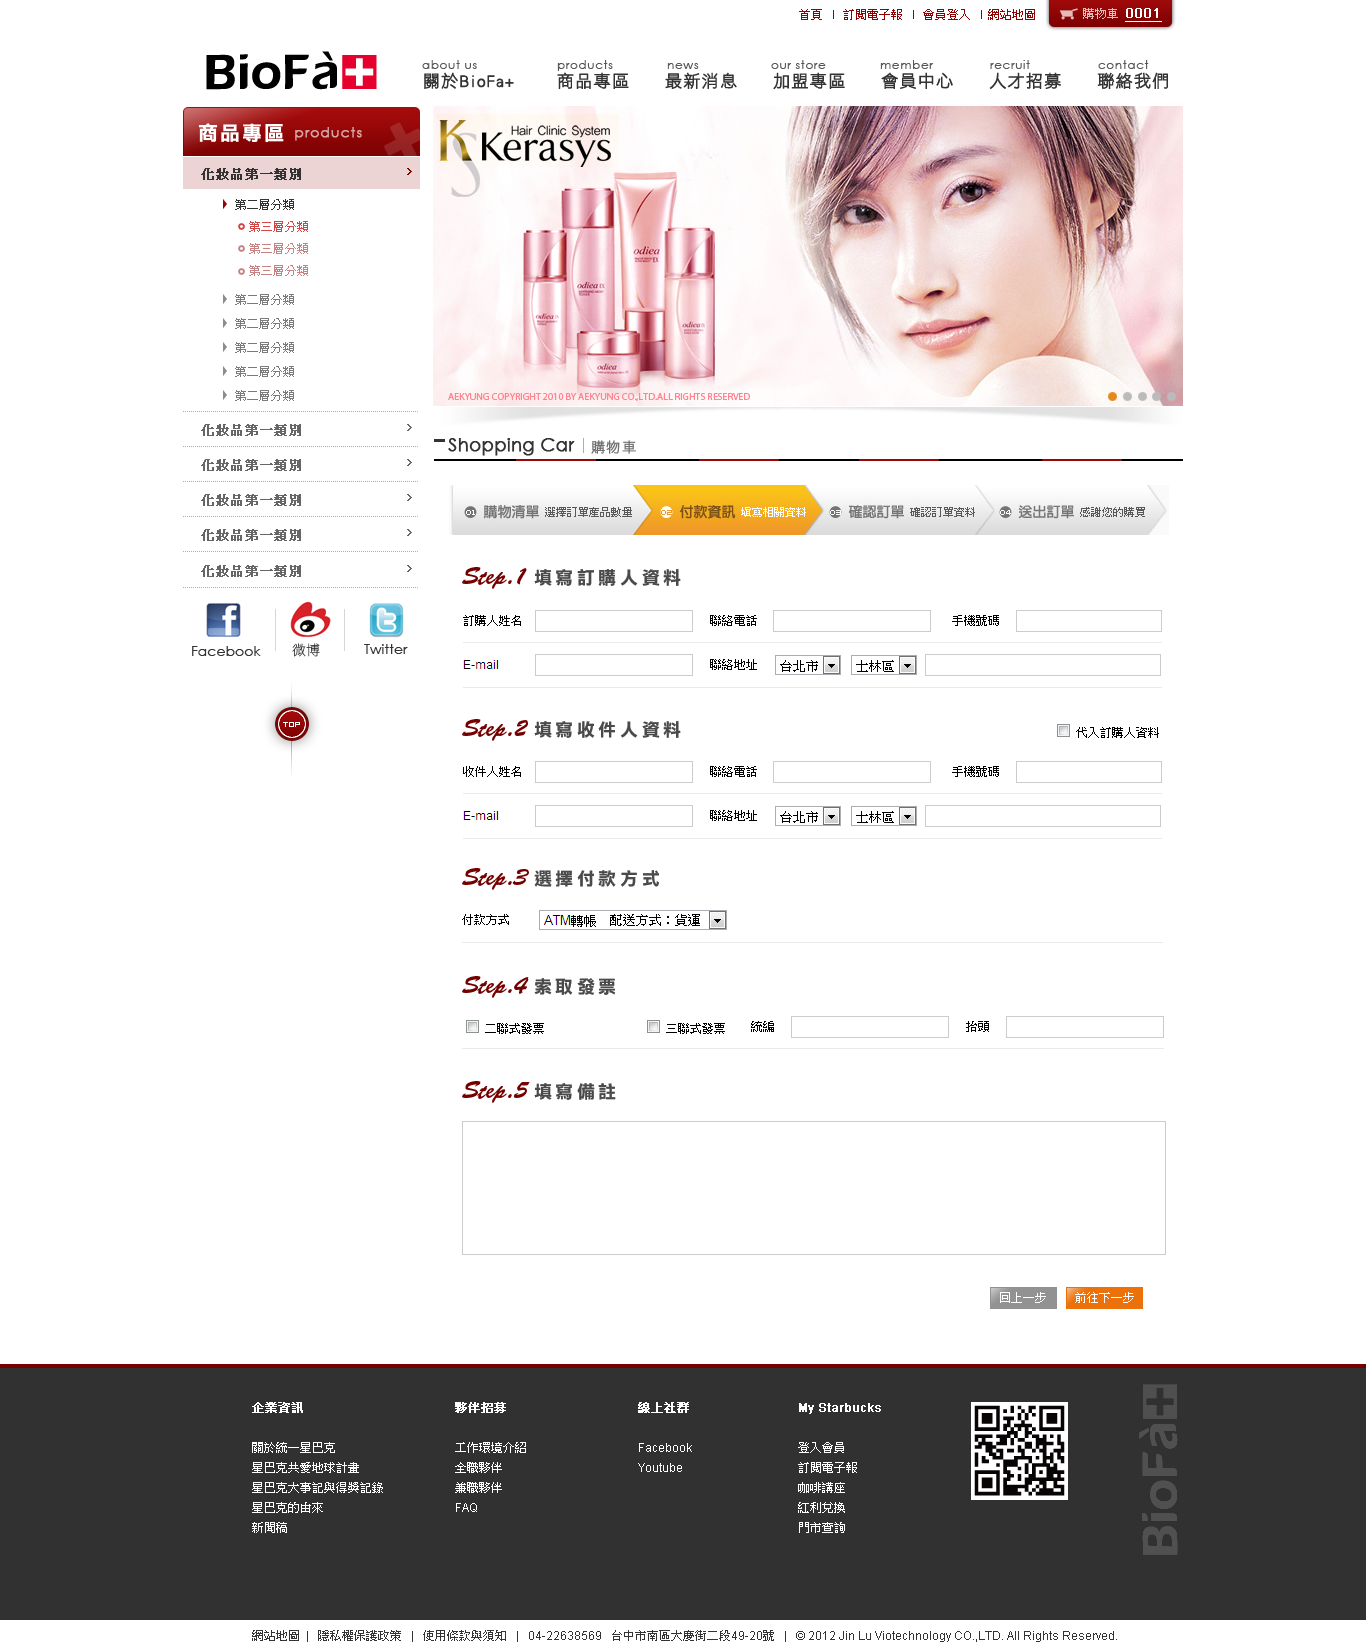 首頁 | 訂閱電子報 | 會員登入 | 網站地圖 購物車 0001
BioFà+
about us products news our store member recruit contact
關於BioFa+ 商品專區 最新消息 加盟專區 會員中心 人才招募 聯絡我們
商品專區 products
化妝品第一類別
第二層分類
第三層分類
第三層分類
第三層分類
第二層分類
第二層分類
第二層分類
第二層分類
第二層分類
化妝品第一類別
化妝品第一類別
化妝品第一類別
化妝品第一類別
化妝品第一類別
Facebook 微博 Twitter
TOP
KS
Hair Clinic System
Kerasys
odiea
odiea
odiea
odiea
odiea
AEKYUNG COPYRIGHT 2010 BY AEKYUNG CO.,LTD.ALL RIGHTS RESERVED
Shopping Car | 購物車
01 購物清單 選擇訂單產品數量 02 付款資訊 填寫相關資料 03 確認訂單 確認訂單資料 04 送出訂單 感謝您的購買
Step.1 填寫訂購人資料
訂購人姓名 聯絡電話 手機號碼
E-mail 聯絡地址 台北市 士林區
Step.2 填寫收件人資料 代入訂購人資料
收件人姓名 聯絡電話 手機號碼
E-mail 聯絡地址 台北市 士林區
Step.3 選擇付款方式
付款方式 ATM轉帳 配送方式：貨運
Step.4 索取發票
二聯式發票 三聯式發票 統編 抬頭
Step.5 填寫備註
回上一步 前往下一步
企業資訊 夥伴招募 線上社群 My Starbucks
關於統一星巴克 工作環境介紹 Facebook 登入會員
星巴克共愛地球計畫 全職夥伴 Youtube 訂閱電子報
星巴克大事記與得獎記錄 兼職夥伴 咖啡講座
星巴克的由來 FAQ 紅利兌換
新聞稿 門市查詢
BioFà+
網站地圖 | 隱私權保護政策 | 使用條款與須知 | 04-22638569 台中市南區大慶街二段49-20號 | © 2012 Jin Lu Viotechnology CO.,LTD. All Rights Reserved.